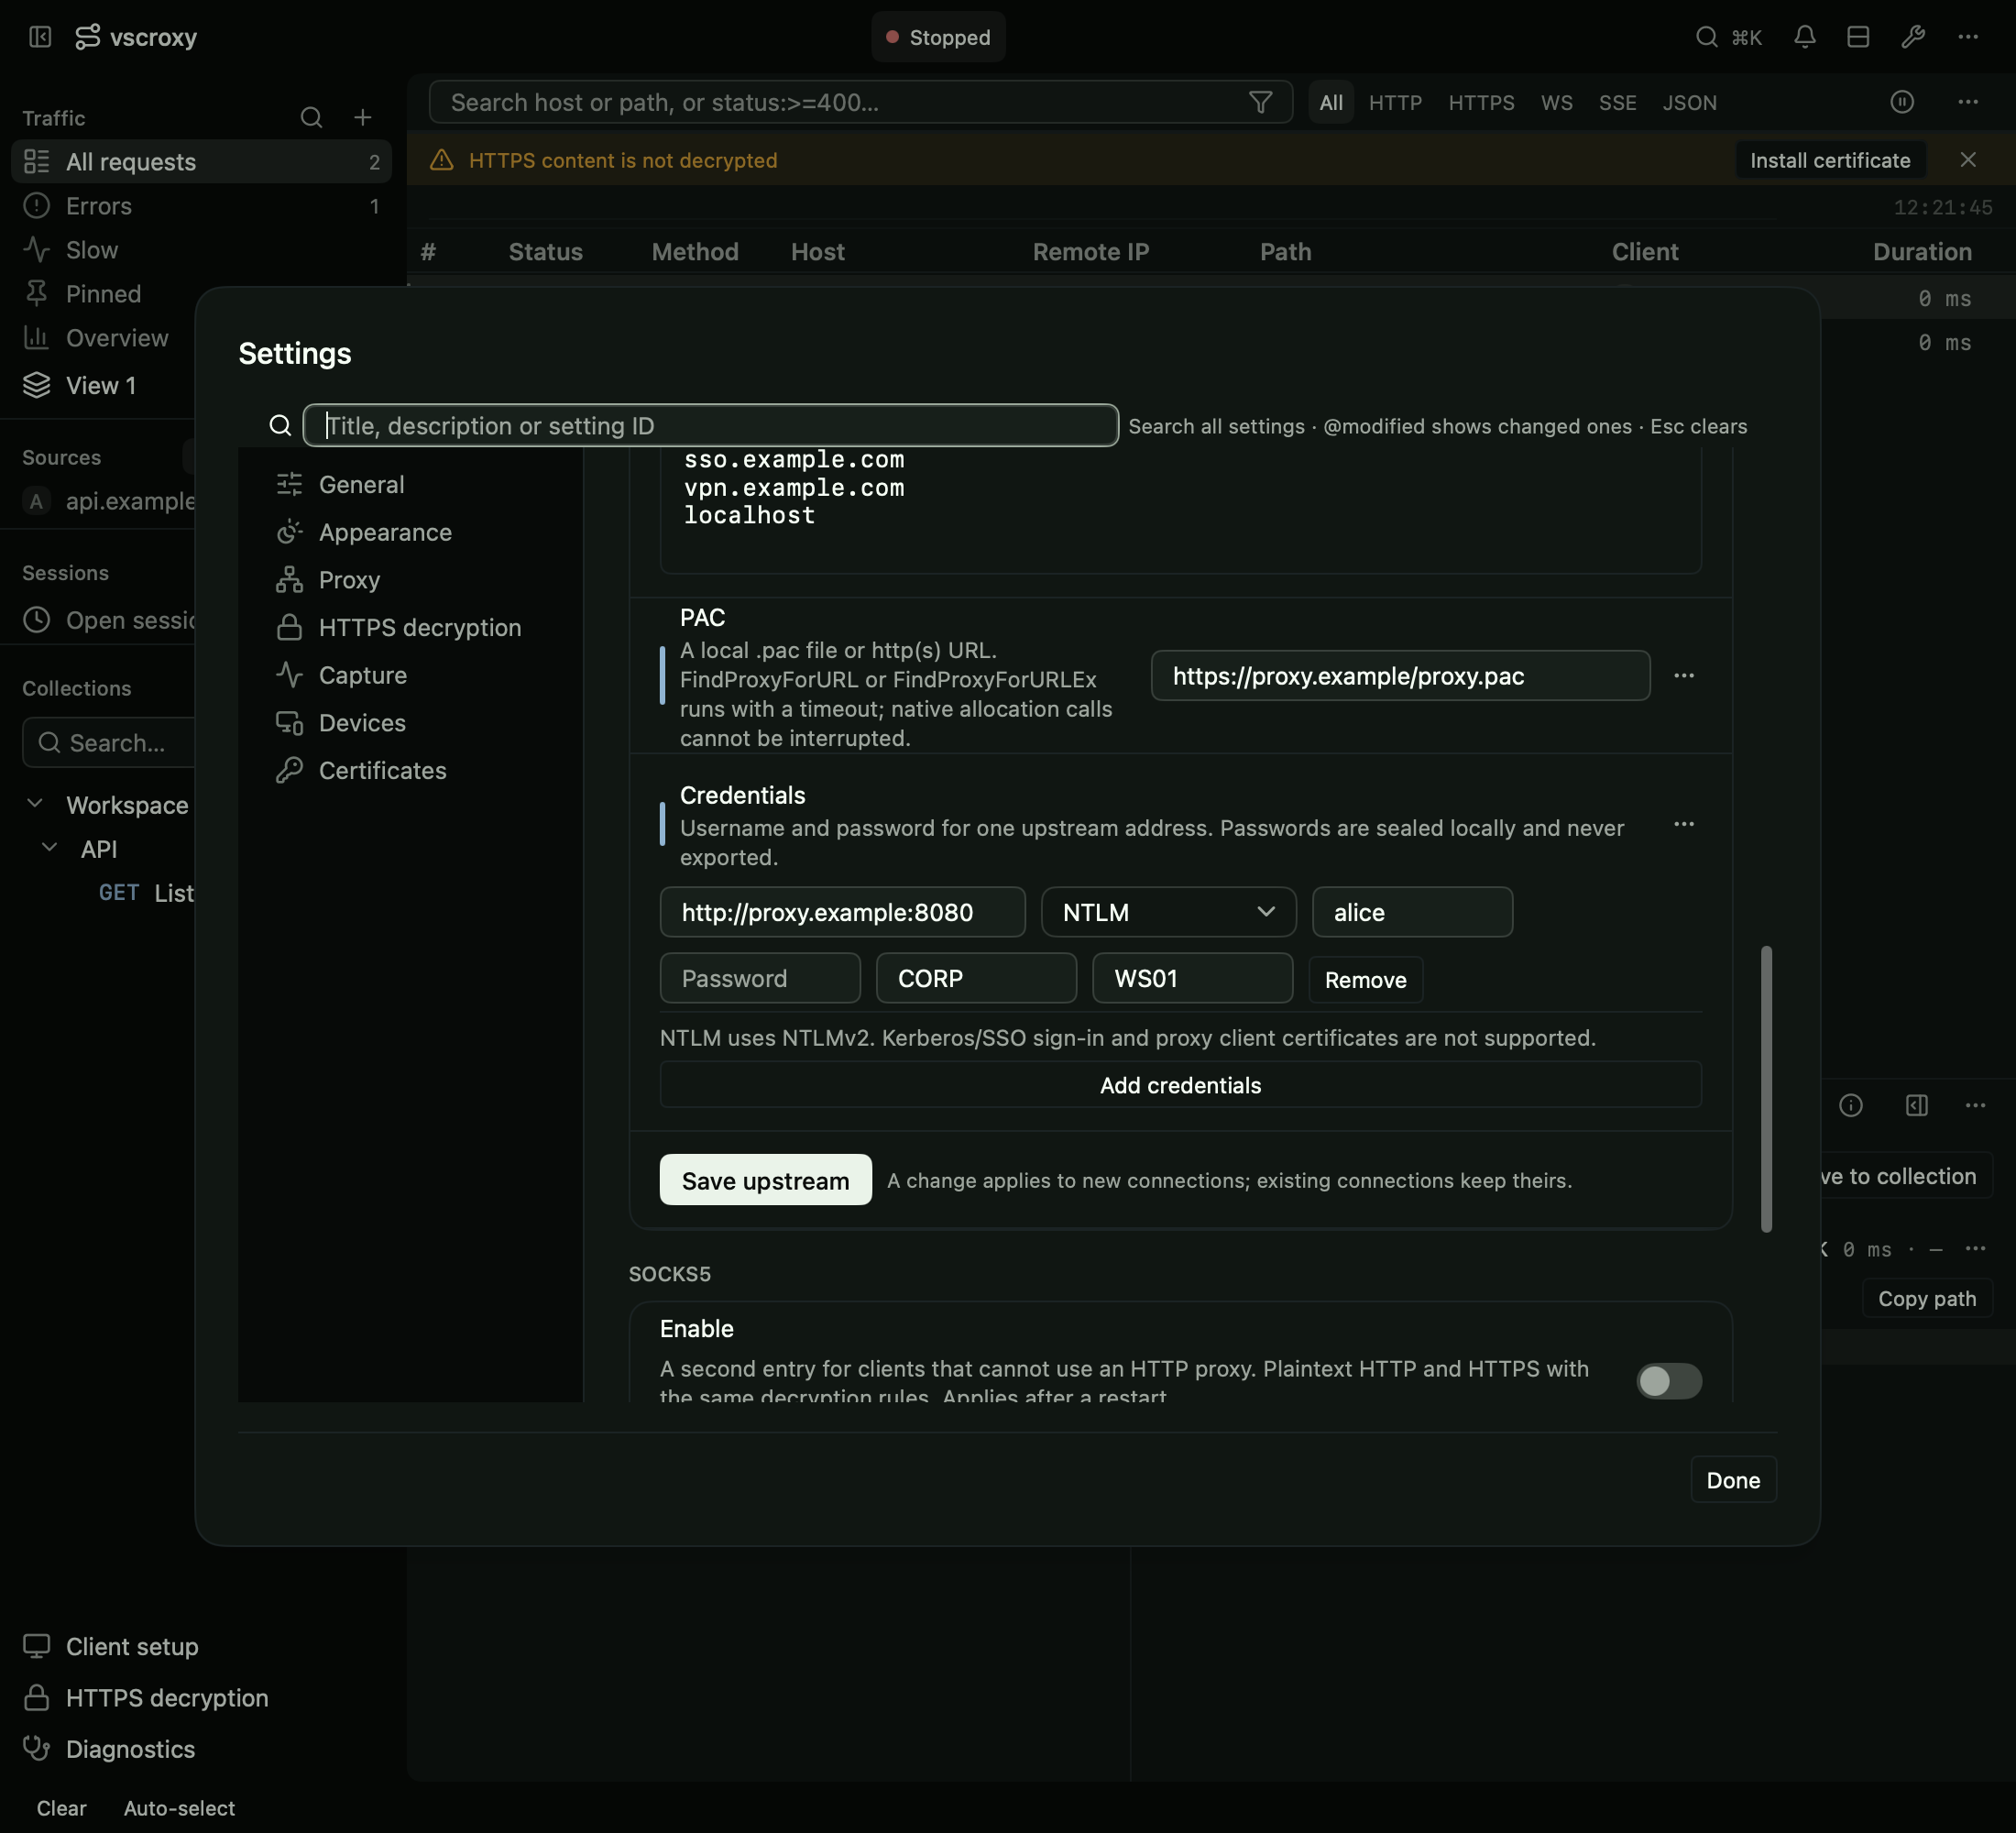 vscroxy
Stopped
⌘K
Traffic
All requests 2
Errors 1
Slow
Pinned
Overview
View 1
Sources
A api.example
Sessions
Open sessic
Collections
Search...
Workspace
API
GET List
Client setup
HTTPS decryption
Diagnostics
Clear Auto-select
Search host or path, or status:>=400...
All HTTP HTTPS WS SSE JSON
HTTPS content is not decrypted
Install certificate
12:21:45
# Status Method Host Remote IP Path Client Duration
0 ms
0 ms
Settings
Title, description or setting ID
Search all settings · @modified shows changed ones · Esc clears
General
Appearance
Proxy
HTTPS decryption
Capture
Devices
Certificates
sso.example.com
vpn.example.com
localhost
PAC
A local .pac file or http(s) URL.
FindProxyForURL or FindProxyForURLEx
runs with a timeout; native allocation calls
cannot be interrupted.
https://proxy.example/proxy.pac
Credentials
Username and password for one upstream address. Passwords are sealed locally and never
exported.
http://proxy.example:8080 NTLM alice
Password CORP WS01 Remove
NTLM uses NTLMv2. Kerberos/SSO sign-in and proxy client certificates are not supported.
Add credentials
Save upstream A change applies to new connections; existing connections keep theirs.
SOCKS5
Enable
A second entry for clients that cannot use an HTTP proxy. Plaintext HTTP and HTTPS with
the same decryption rules. Applies after a restart
Done
ve to collection
K 0 ms · —
Copy path